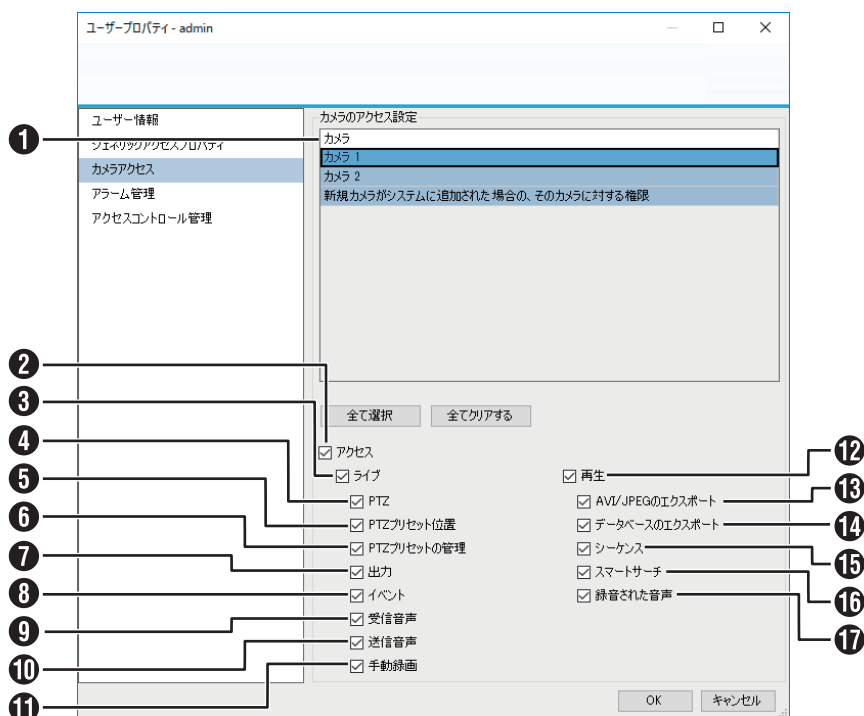 ユーザープロパティ - admin
ユーザー情報
ジェネリックアクセスプロパティ
カメラアクセス
アラーム管理
アクセスコントロール管理
カメラのアクセス設定
カメラ
カメラ 1
カメラ 2
新規カメラがシステムに追加された場合の、そのカメラに対する権限
全て選択
全てクリアする
アクセス
ライブ
PTZ
PTZプリセット位置
PTZプリセットの管理
出力
イベント
受信音声
送信音声
手動録画
再生
AVI/JPEGのエクスポート
データベースのエクスポート
シーケンス
スマートサーチ
録音された音声
OK
キャンセル
❶
❷
❸
❹
❺
❻
❼
❽
❾
❿
⓫
⓬
⓭
⓮
⓯
⓰
⓱